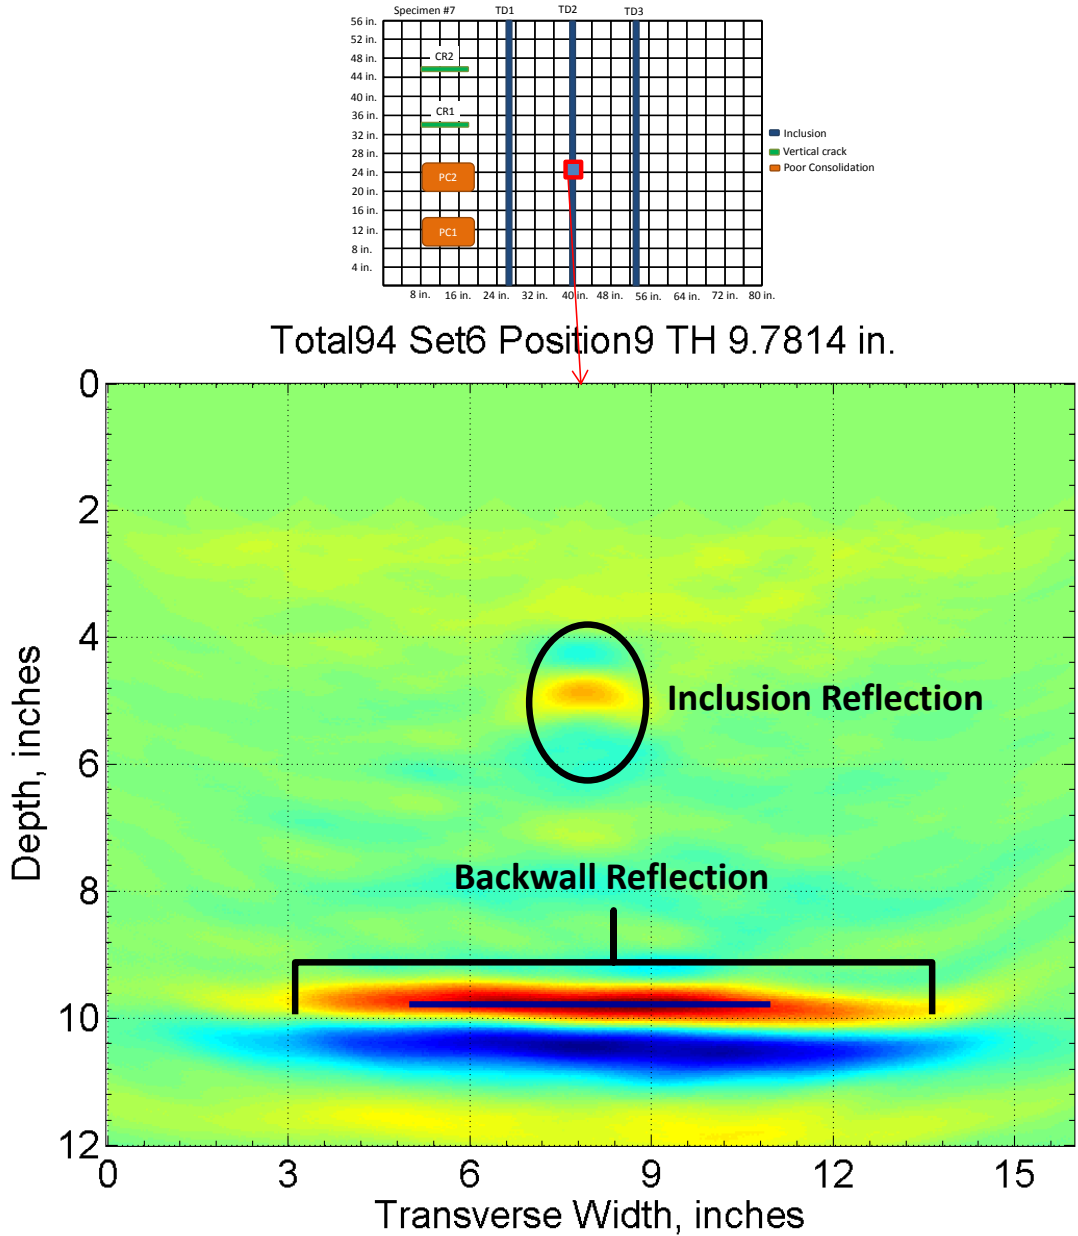 Specimen #7 TD1 TD2 TD3
56 in.
52 in.
48 in.
44 in.
40 in.
36 in.
32 in.
28 in.
24 in.
20 in.
16 in.
12 in.
8 in.
4 in.
CR2
CR1
PC2
PC1
Inclusion
Vertical crack
Poor Consolidation
8 in. 16 in. 24 in. 32 in. 40 in. 48 in. 56 in. 64 in. 72 in. 80 in.
Total94 Set6 Position9 TH 9.7814 in.
0
2
4
6
8
10
12
Depth, inches
Inclusion Reflection
Backwall Reflection
0 3 6 9 12 15
Transverse Width, inches